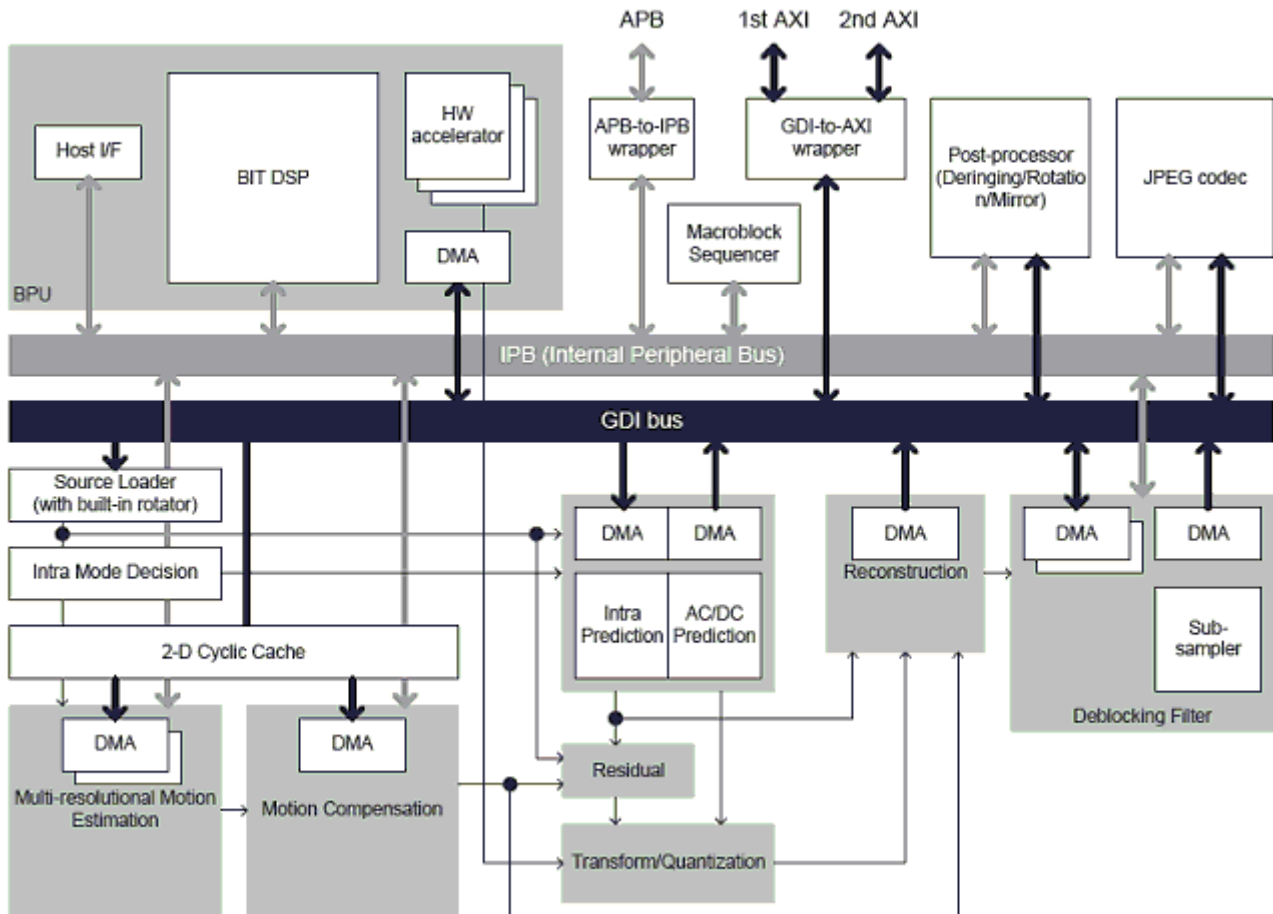 APB
1st AXI
2nd AXI
Host I/F
BIT DSP
HW
accelerator
DMA
BPU
APB-to-IPB
wrapper
GDI-to-AXI
wrapper
Macroblock
Sequencer
Post-processor
(Deringing/Rotatio
n/Mirror)
JPEG codec
IPB (Internal Peripheral Bus)
GDI bus
Source Loader
(with built-in rotator)
Intra Mode Decision
2-D Cyclic Cache
DMA
Multi-resolutional Motion
Estimation
DMA
Motion Compensation
DMA
DMA
Intra
Prediction
AC/DC
Prediction
Residual
Transform/Quantization
DMA
Reconstruction
DMA
DMA
Sub-
sampler
Deblocking Filter